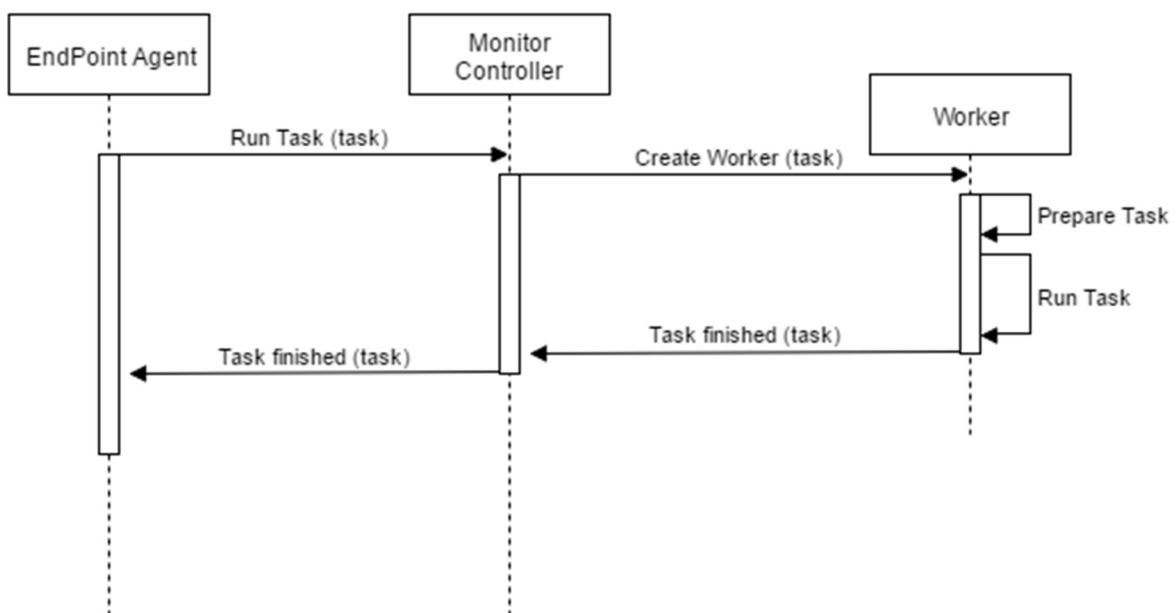 EndPoint Agent
Monitor
Controller
Worker
Run Task (task)
Create Worker (task)
Prepare Task
Run Task
Task finished (task)
Task finished (task)